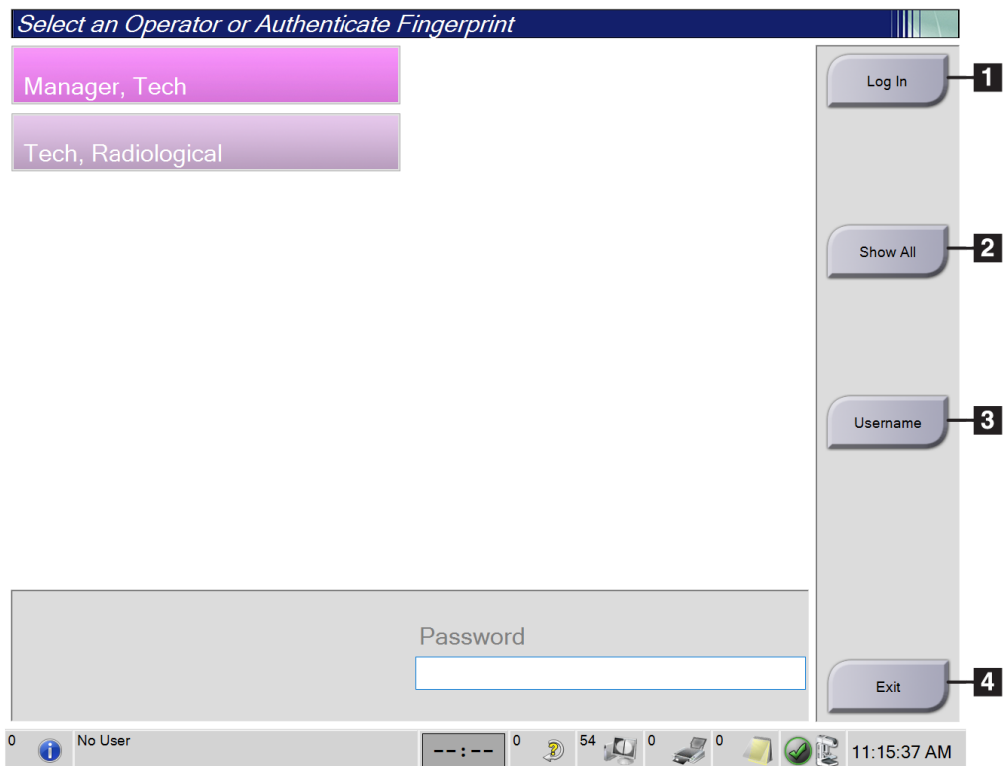 Select an Operator or Authenticate Fingerprint
Manager, Tech
Tech, Radiological
Log In
1
Show All
2
Username
3
Password
Exit
4
0
No User
--:--
0
54
0
0
11:15:37 AM